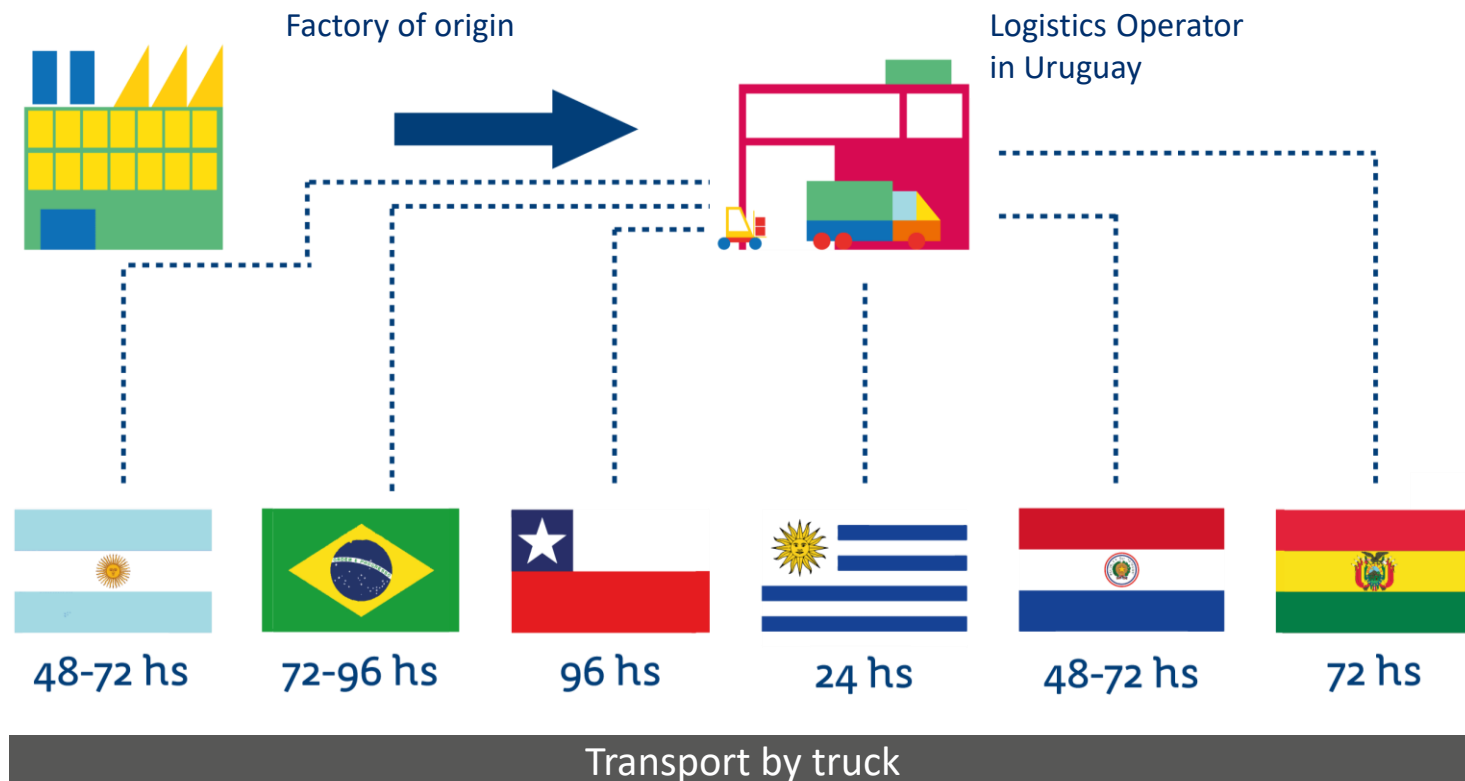 Factory of origin
Logistics Operator
in Uruguay
48-72 hs
72-96 hs
96 hs
24 hs
48-72 hs
72 hs
Transport by truck